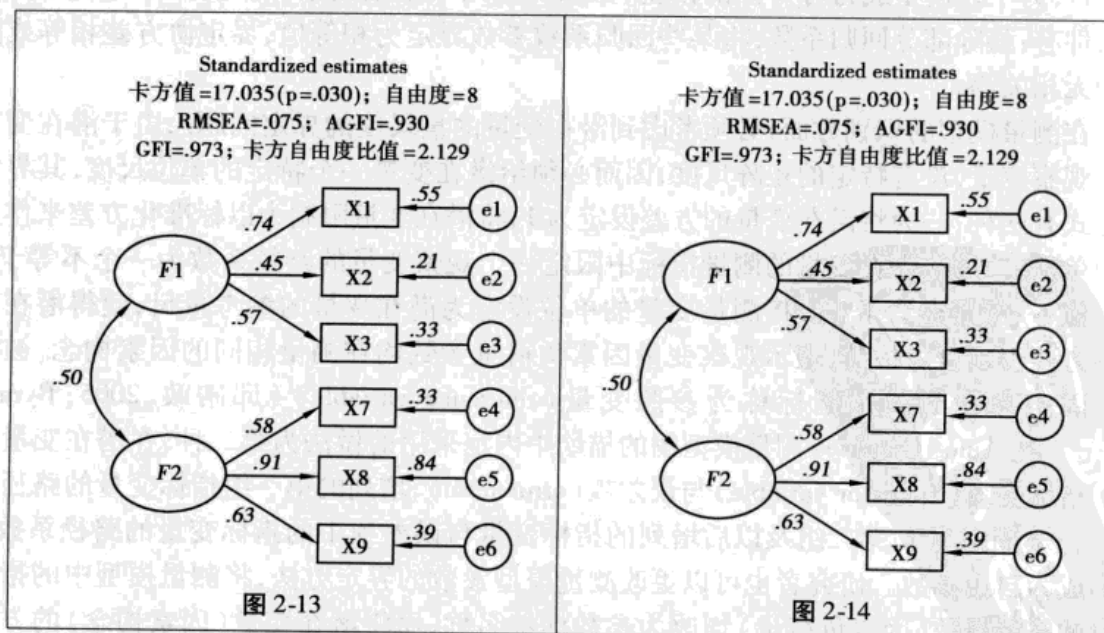 Standardized estimates
卡方值=17.035(p=.030)；自由度=8
RMSEA=.075；AGFI=.930
GFI=.973；卡方自由度比值=2.129
X1
.55
e1
.74
F1
.45
X2
.21
e2
.57
X3
.33
e3
.50
X7
.33
e4
.58
F2
.91
X8
.84
e5
.63
X9
.39
e6
图 2-13
Standardized estimates
卡方值=17.035(p=.030)；自由度=8
RMSEA=.075；AGFI=.930
GFI=.973；卡方自由度比值=2.129
X1
.55
e1
.74
F1
.45
X2
.21
e2
.57
X3
.33
e3
.50
X7
.33
e4
.58
F2
.91
X8
.84
e5
.63
X9
.39
e6
图 2-14